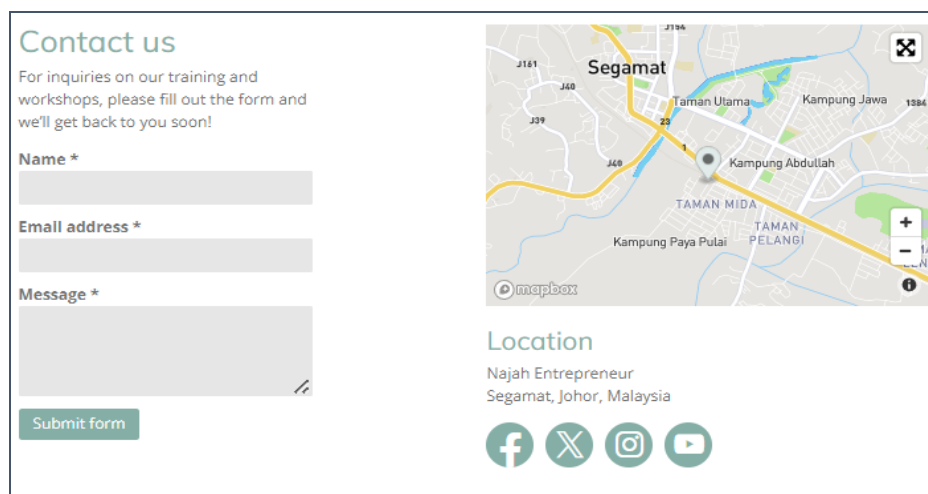 Contact us
For inquiries on our training and
workshops, please fill out the form and
we'll get back to you soon!
Name *
Email address *
Message *
Submit form
J154
J161
Segamat
J40
Taman Utama
Kampung Jawa
1384
J39
23
1
J40
Kampung Abdullah
TAMAN MIDA
TAMAN
PELANGI
Kampung Paya Pulai
mapbox
Location
Najah Entrepreneur
Segamat, Johor, Malaysia